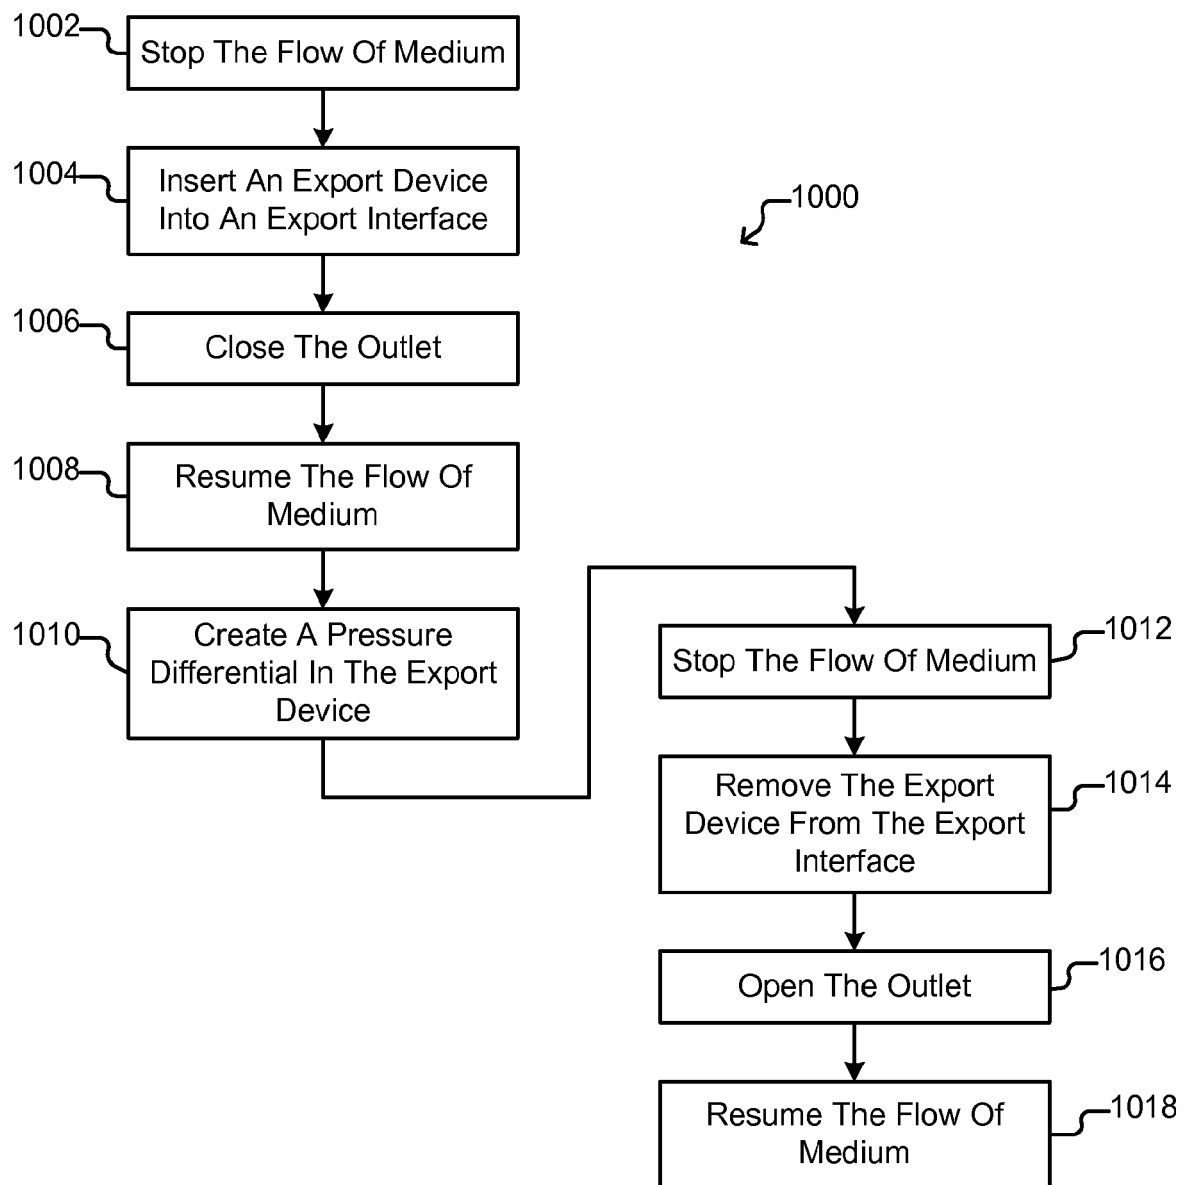 1002
Stop The Flow Of Medium
1004
Insert An Export Device
Into An Export Interface
1000
1006
Close The Outlet
1008
Resume The Flow Of
Medium
1010
Create A Pressure
Differential In The Export
Device
1012
Stop The Flow Of Medium
1014
Remove The Export
Device From The Export
Interface
1016
Open The Outlet
1018
Resume The Flow Of
Medium